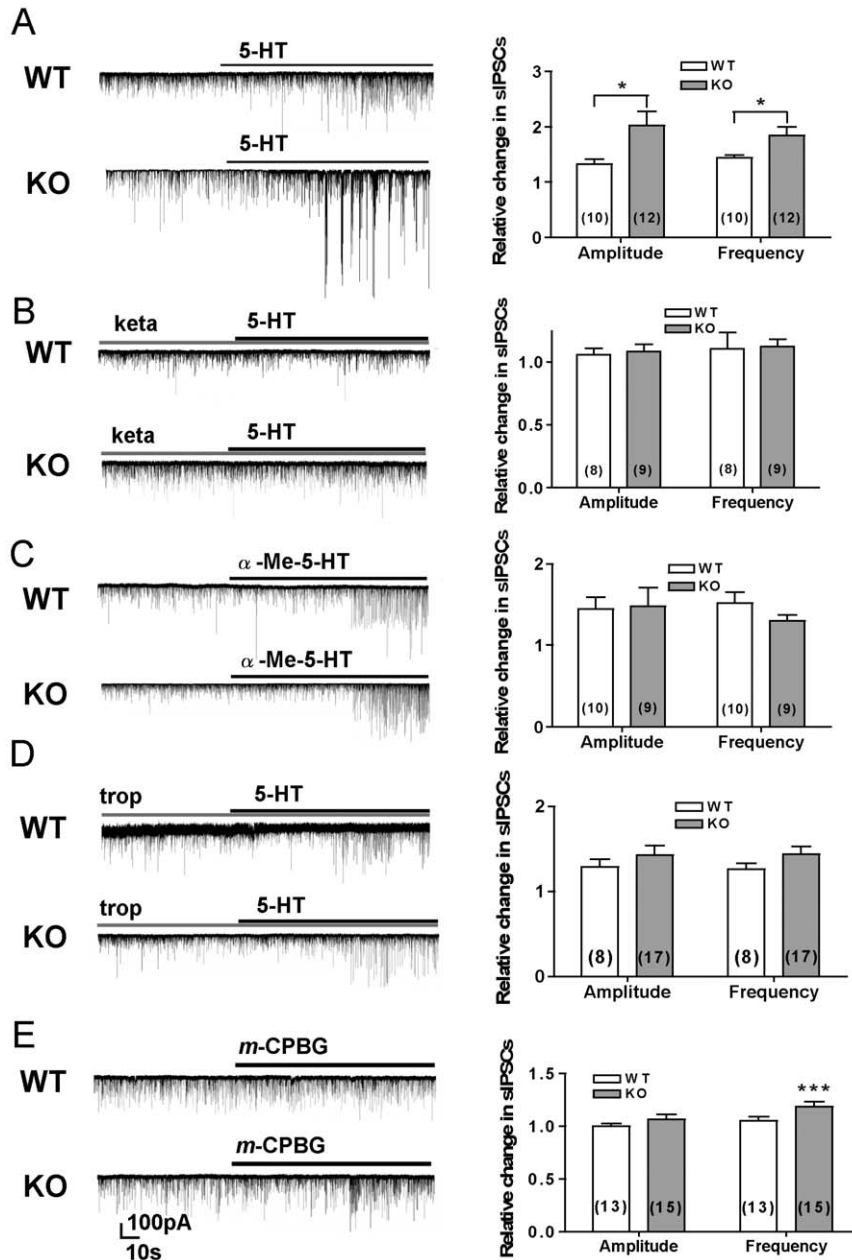 A
WT
5-HT
KO
5-HT
Relative change in sIPSCs
3
2
1
0
WT
KO
*
*
(10)
(12)
(10)
(12)
Amplitude
Frequency
B
WT
keta
5-HT
KO
keta
5-HT
Relative change in sIPSCs
1.0
0.5
0.0
WT
KO
(8)
(9)
(8)
(9)
Amplitude
Frequency
C
WT
α -Me-5-HT
KO
α -Me-5-HT
Relative change in sIPSCs
2
1
0
WT
KO
(10)
(9)
(10)
(9)
Amplitude
Frequency
D
WT
trop
5-HT
KO
trop
5-HT
Relative change in sIPSCs
2
1
0
WT
KO
(8)
(17)
(8)
(17)
Amplitude
Frequency
E
WT
m-CPBG
KO
m-CPBG
100pA
10s
Relative change in sIPSCs
1.5
1.0
0.5
0.0
WT
KO
***
(13)
(15)
(13)
(15)
Amplitude
Frequency